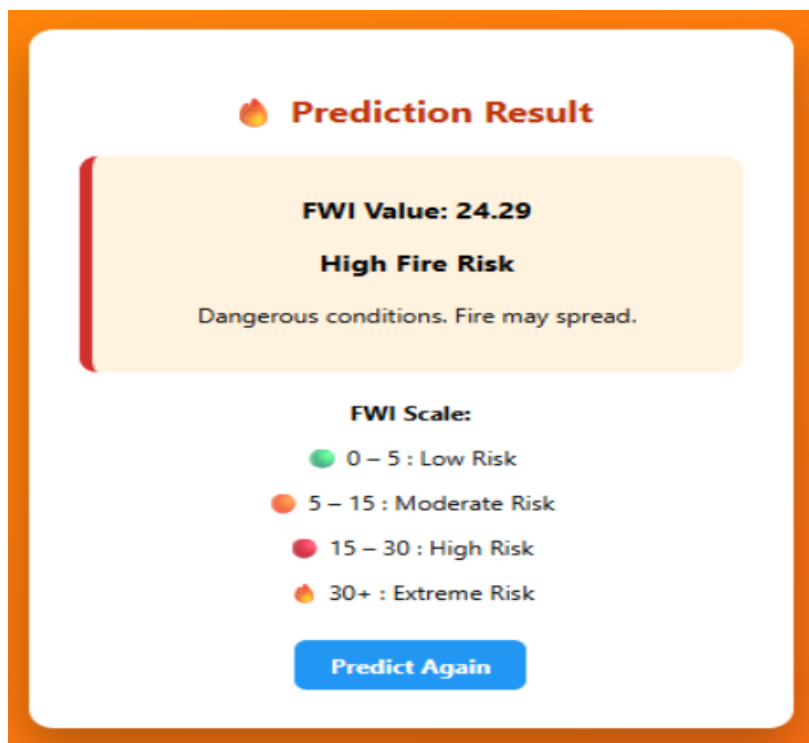 Prediction Result
FWI Value: 24.29
High Fire Risk
Dangerous conditions. Fire may spread.
FWI Scale:
0 – 5 : Low Risk
5 – 15 : Moderate Risk
15 – 30 : High Risk
30+ : Extreme Risk
Predict Again